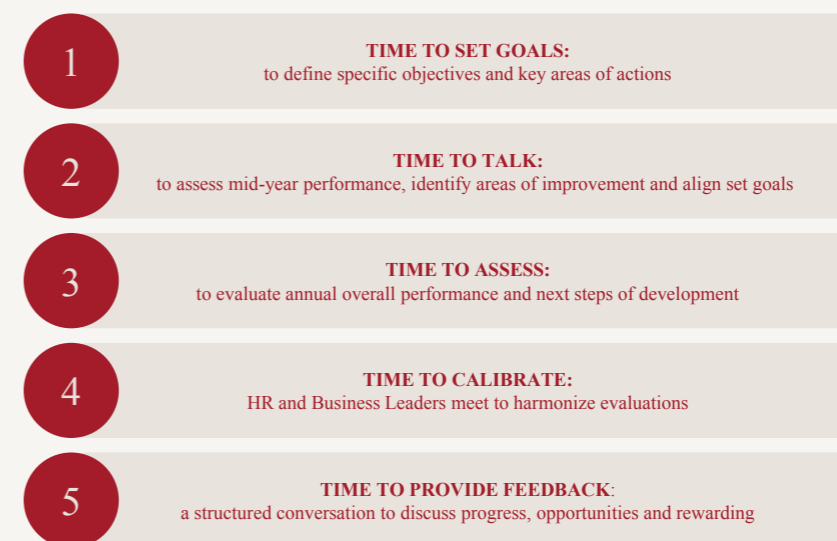 1
TIME TO SET GOALS:
to define specific objectives and key areas of actions
2
TIME TO TALK:
to assess mid-year performance, identify areas of improvement and align set goals
3
TIME TO ASSESS:
to evaluate annual overall performance and next steps of development
4
TIME TO CALIBRATE:
HR and Business Leaders meet to harmonize evaluations
5
TIME TO PROVIDE FEEDBACK:
a structured conversation to discuss progress, opportunities and rewarding